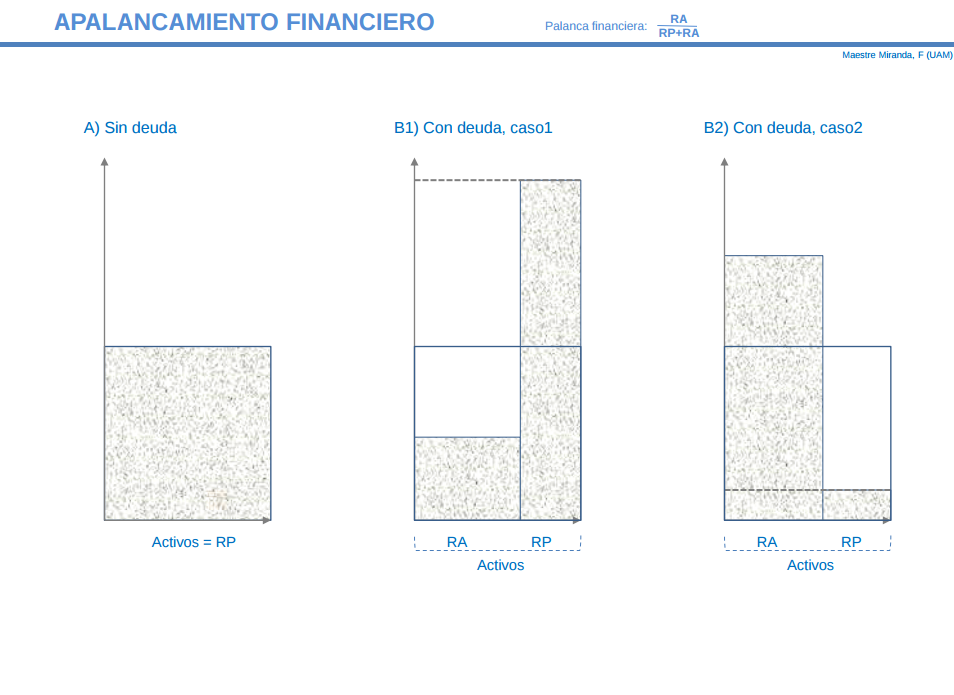 APALANCAMIENTO FINANCIERO
Palanca financiera:
RA
RP+RA
Maestre Miranda, F (UAM)
A) Sin deuda
B1) Con deuda, caso1
B2) Con deuda, caso2
Activos = RP
RA
RP
Activos
RA
RP
Activos